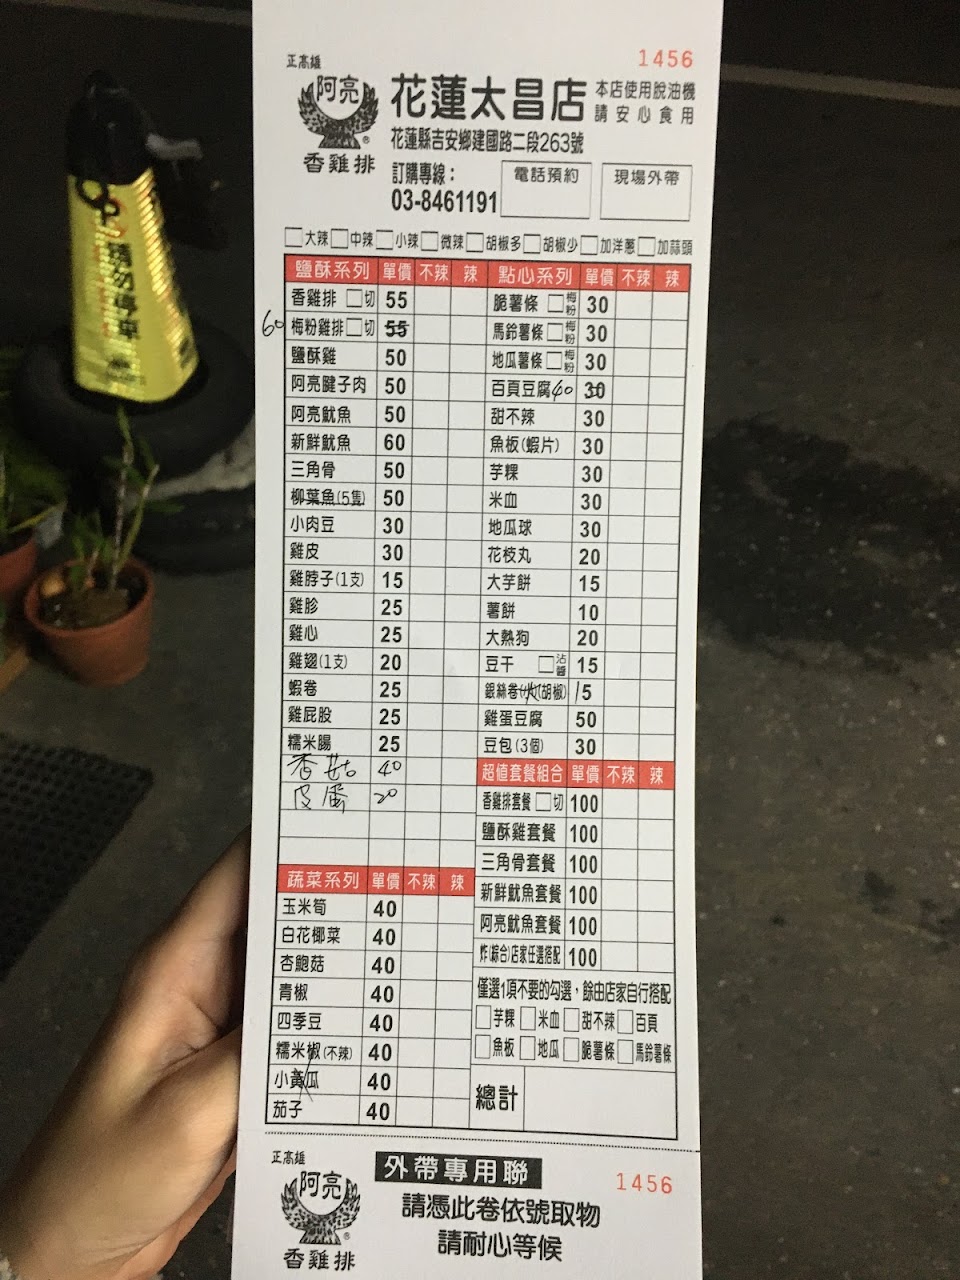 請勿停車
1456
正高雄
阿亮
香雞排
花蓮太昌店
本店使用脫油機
請安心食用
花蓮縣吉安鄉建國路二段263號
訂購專線：
03-8461191
電話預約
現場外帶
大辣 中辣 小辣 微辣 胡椒多 胡椒少 加洋蔥 加蒜頭
鹽酥系列 單價 不辣 辣
香雞排 切 55
60 梅粉雞排 切 55
鹽酥雞 50
阿亮腱子肉 50
阿亮魷魚 50
新鮮魷魚 60
三角骨 50
柳葉魚(5隻) 50
小肉豆 30
雞皮 30
雞脖子(1支) 15
雞胗 25
雞心 25
雞翅(1支) 20
蝦卷 25
雞屁股 25
糯米腸 25
香菇 40
皮蛋 20
蔬菜系列 單價 不辣 辣
玉米筍 40
白花椰菜 40
杏鮑菇 40
青椒 40
四季豆 40
糯米椒(不辣) 40
小黃瓜 40
茄子 40
點心系列 單價 不辣 辣
脆薯條 梅粉 30
馬鈴薯條 梅粉 30
地瓜薯條 梅粉 30
百頁豆腐 40 30
甜不辣 30
魚板(蝦片) 30
芋粿 30
米血 30
地瓜球 30
花枝丸 20
大芋餅 15
薯餅 10
大熱狗 20
豆干 沾醬 15
銀絲卷 (胡椒) 15
雞蛋豆腐 50
豆包(3個) 30
超值套餐組合 單價 不辣 辣
香雞排套餐 切 100
鹽酥雞套餐 100
三角骨套餐 100
新鮮魷魚套餐 100
阿亮魷魚套餐 100
炸(綜合)店家任選搭配 100
僅選1項不要的勾選，餘由店家自行搭配
芋粿 米血 甜不辣 百頁
魚板 地瓜 脆薯條 馬鈴薯條
總計
正高雄
阿亮
香雞排
外帶專用聯
1456
請憑此卷依號取物
請耐心等候